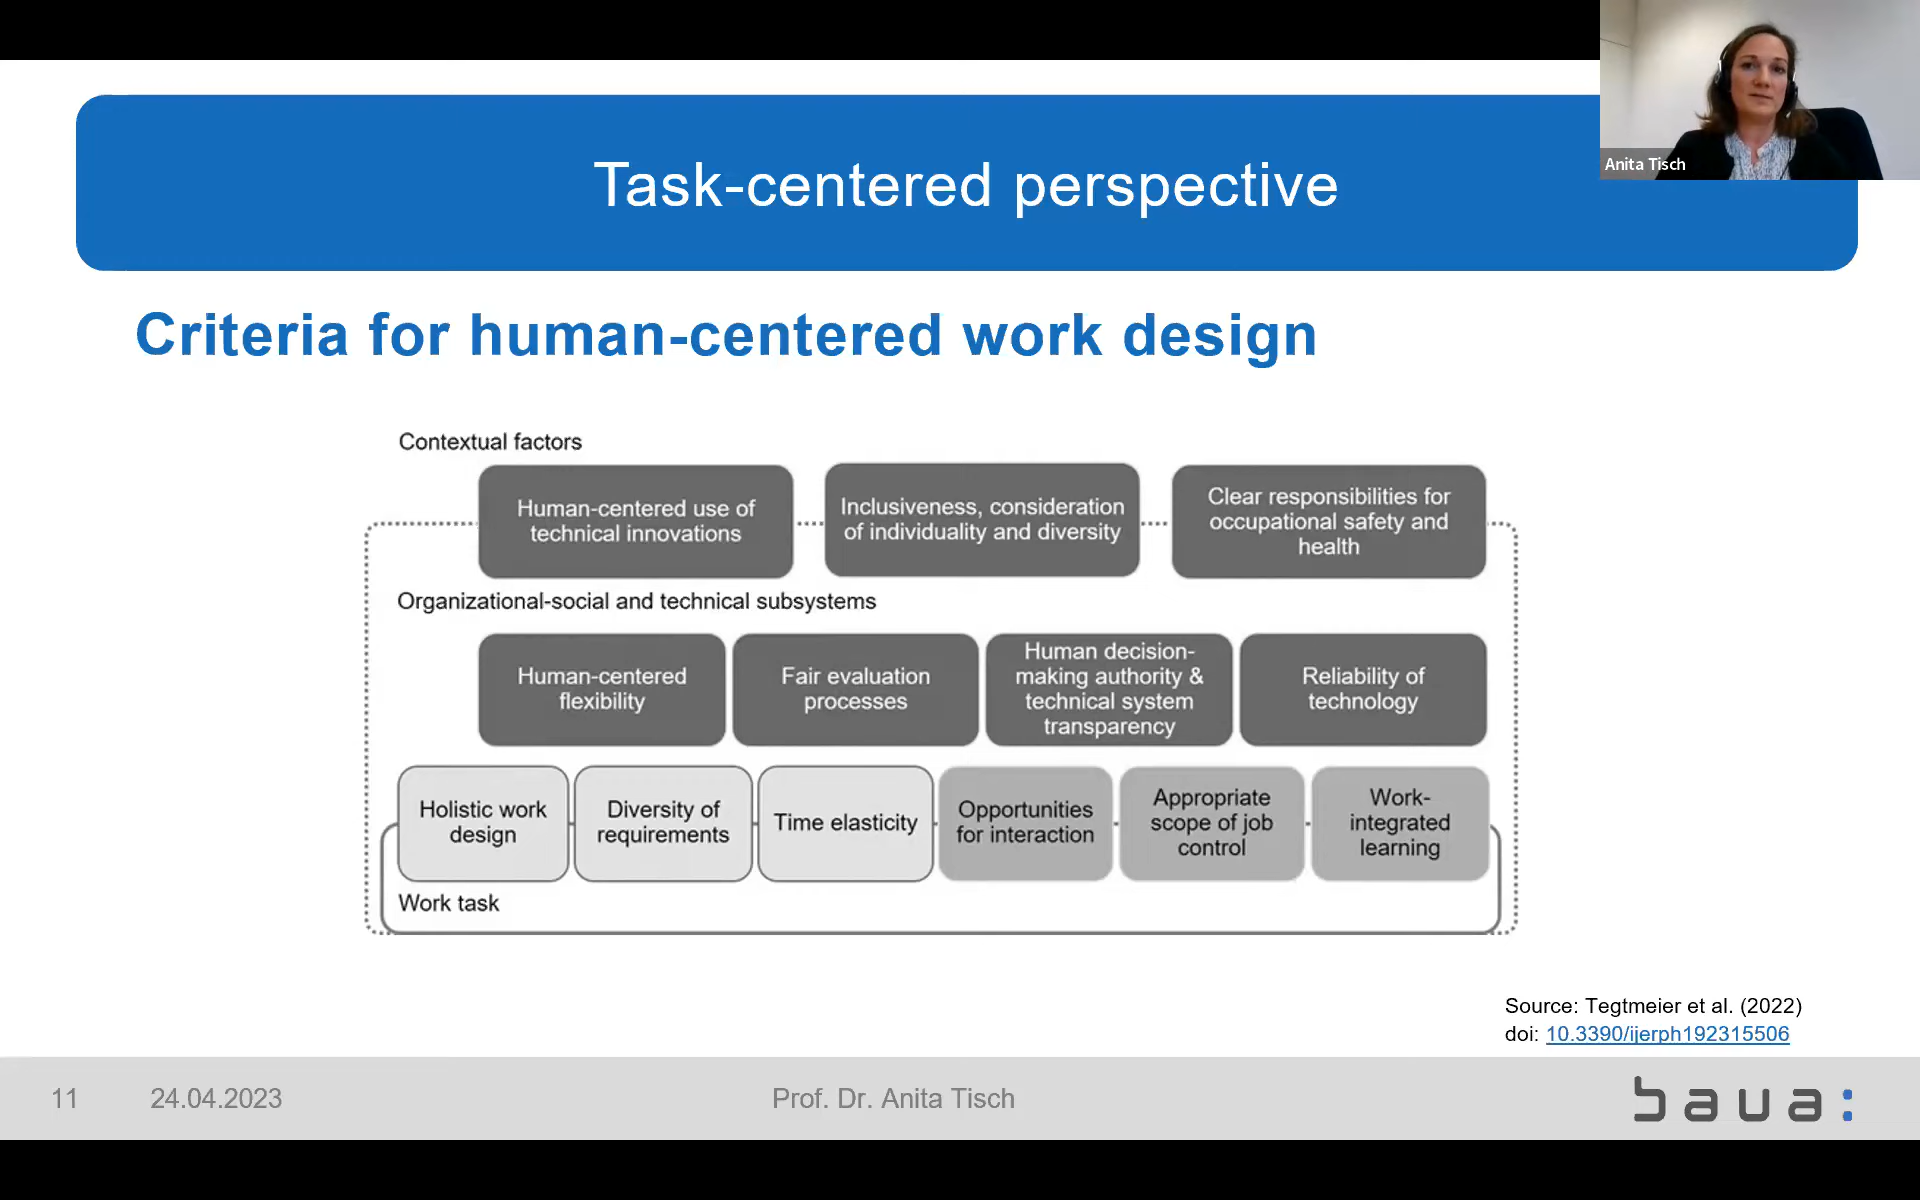 Anita Tisch
Task-centered perspective
Criteria for human-centered work design
Contextual factors
Human-centered use of
technical innovations
Inclusiveness, consideration
of individuality and diversity
Clear responsibilities for
occupational safety and
health
Organizational-social and technical subsystems
Human-centered
flexibility
Fair evaluation
processes
Human decision-
making authority &
technical system
transparency
Reliability of
technology
Holistic work
design
Diversity of
requirements
Time elasticity
Opportunities
for interaction
Appropriate
scope of job
control
Work-
integrated
learning
Work task
Source: Tegtmeier et al. (2022)
doi: 10.3390/ijerph192315506
11
24.04.2023
Prof. Dr. Anita Tisch
baua: